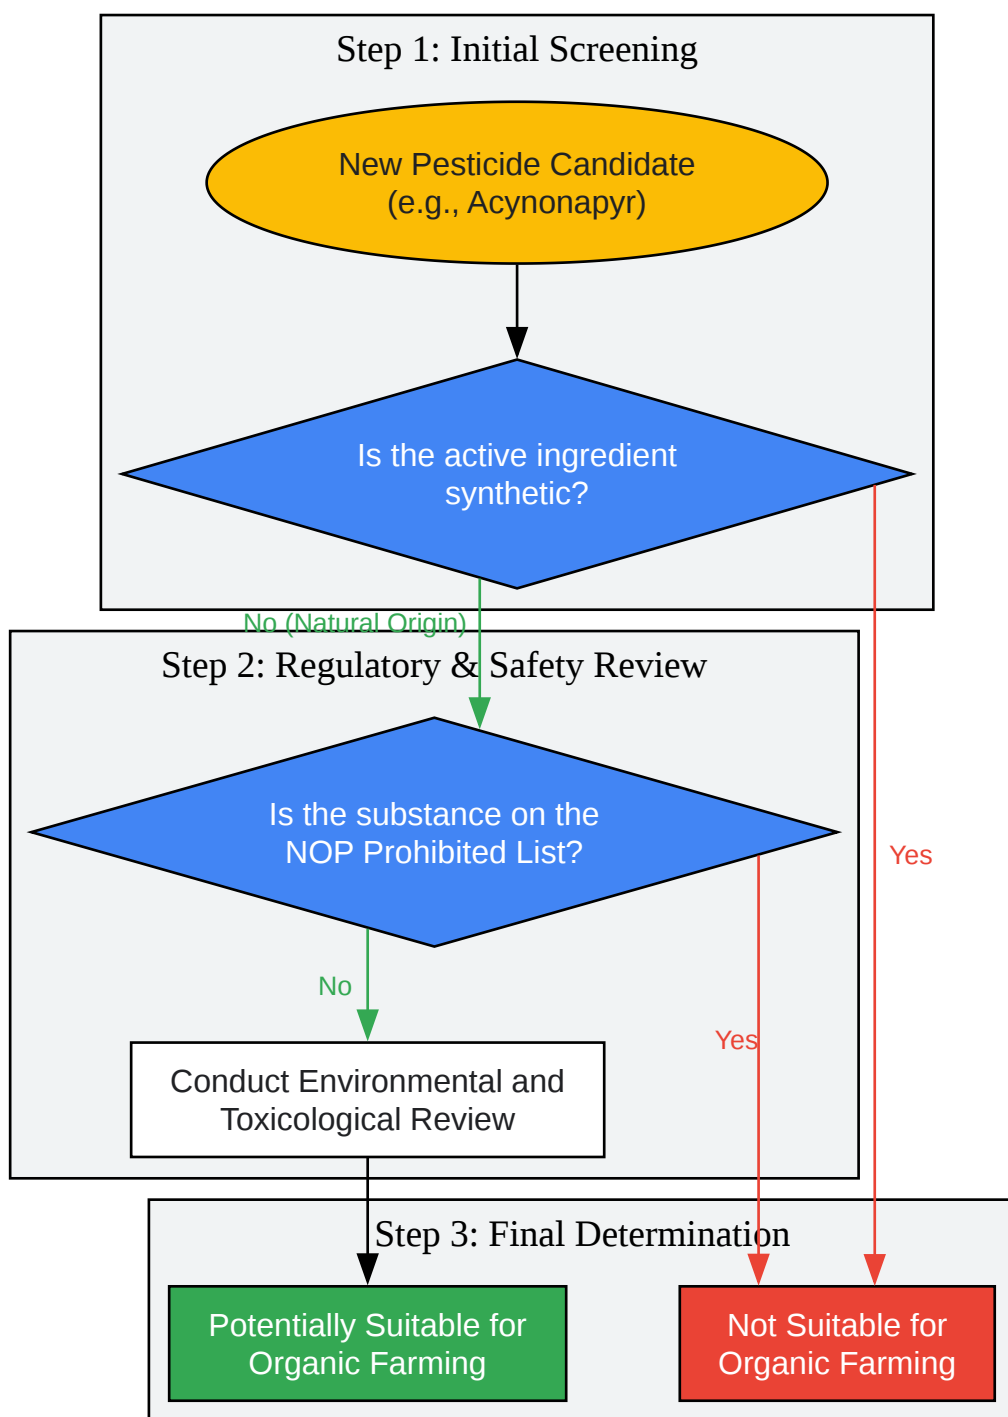 Step 1: Initial Screening
New Pesticide Candidate
(e.g., Acynonapyr)
Is the active ingredient
synthetic?
No (Natural Origin)
Step 2: Regulatory & Safety Review
Is the substance on the
NOP Prohibited List?
Yes
No
Yes
Conduct Environmental and
Toxicological Review
Step 3: Final Determination
Potentially Suitable for
Organic Farming
Not Suitable for
Organic Farming